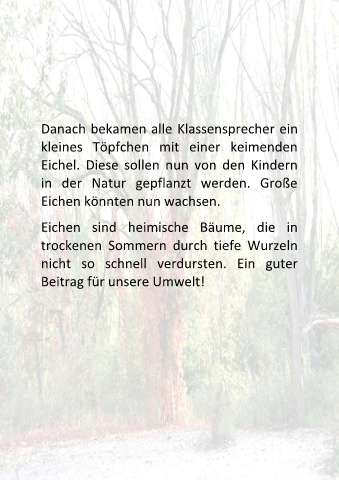 Danach bekamen alle Klassensprecher ein
kleines Töpfchen mit einer keimenden
Eichel. Diese sollen nun von den Kindern
in der Natur gepflanzt werden. Große
Eichen könnten nun wachsen.
Eichen sind heimische Bäume, die in
trockenen Sommern durch tiefe Wurzeln
nicht so schnell verdursten. Ein guter
Beitrag für unsere Umwelt!